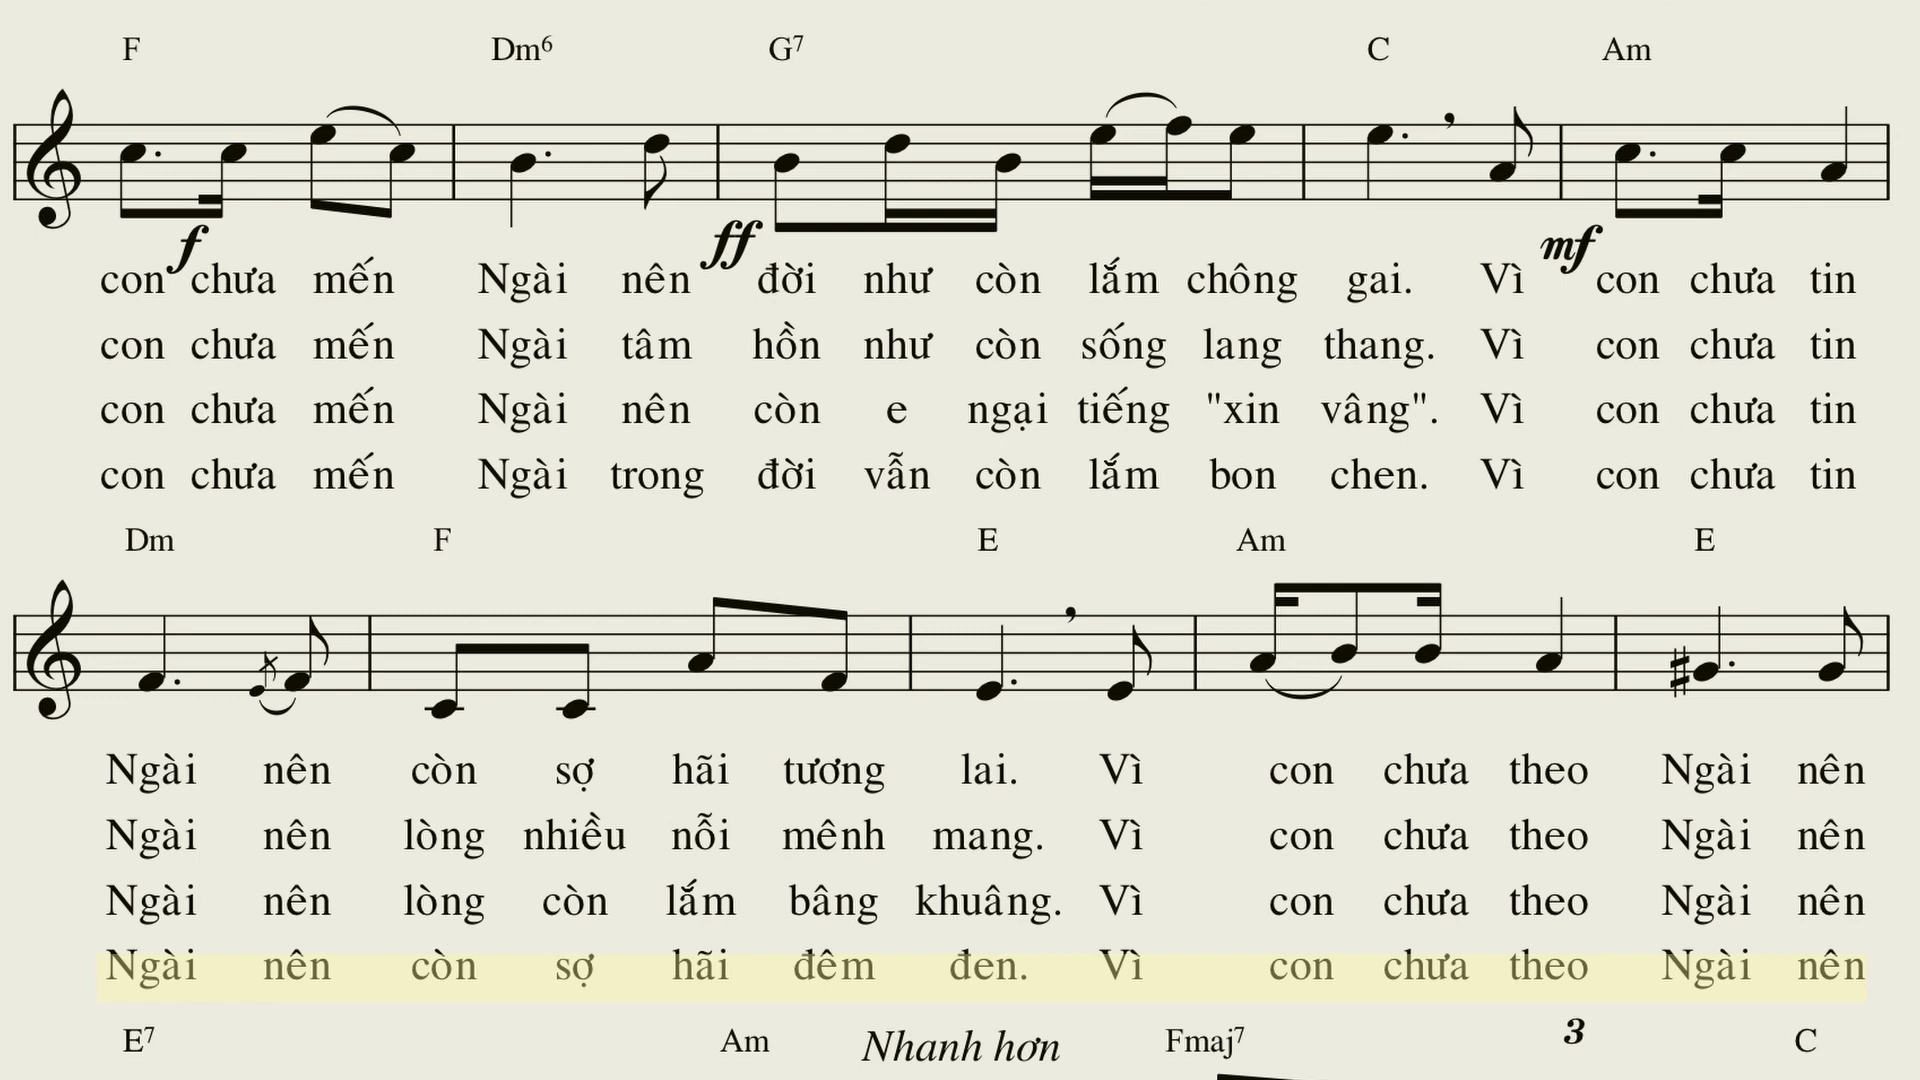 F Dm6 G7 C Am
f ff mf
con chưa mến Ngài nên đời như còn lắm chông gai. Vì con chưa tin
con chưa mến Ngài tâm hồn như còn sống lang thang. Vì con chưa tin
con chưa mến Ngài nên còn e ngại tiếng "xin vâng". Vì con chưa tin
con chưa mến Ngài trong đời vẫn còn lắm bon chen. Vì con chưa tin
Dm F E Am E
Ngài nên còn sợ hãi tương lai. Vì con chưa theo Ngài nên
Ngài nên lòng nhiều nỗi mênh mang. Vì con chưa theo Ngài nên
Ngài nên lòng còn lắm bâng khuâng. Vì con chưa theo Ngài nên
Ngài nên còn sợ hãi đêm đen. Vì con chưa theo Ngài nên
E7 Am Nhanh hơn Fmaj7 3 C